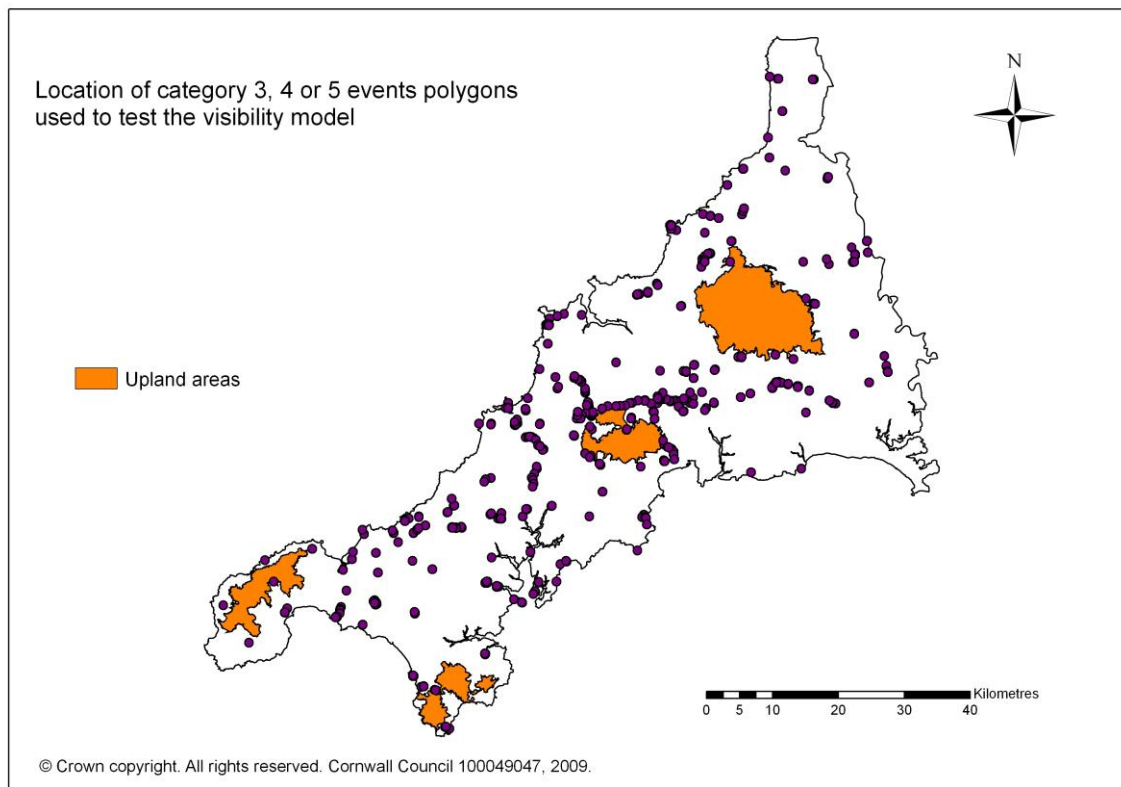 Location of category 3, 4 or 5 events polygons
used to test the visibility model
N
Upland areas
Kilometres
0 5 10 20 30 40
© Crown copyright. All rights reserved. Cornwall Council 100049047, 2009.